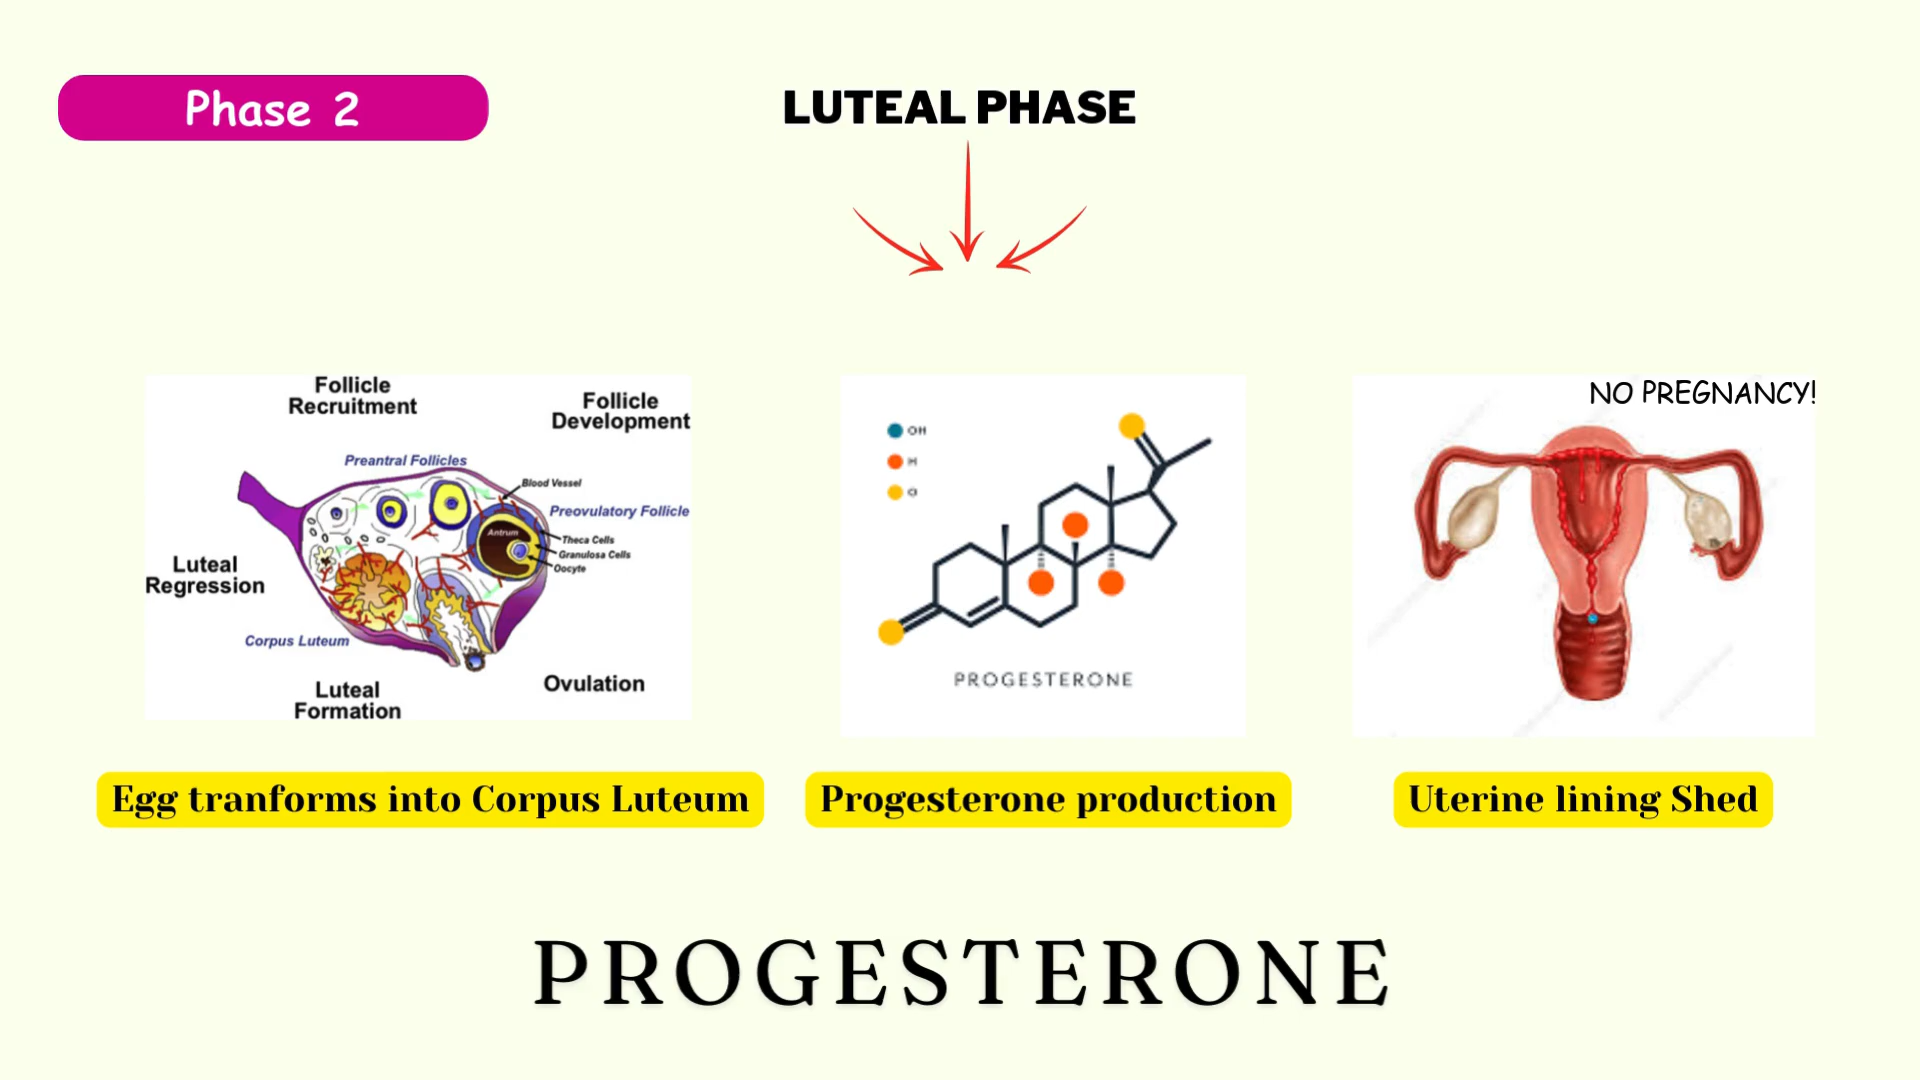 Phase 2
LUTEAL PHASE
Follicle
Recruitment
Follicle
Development
Preantral Follicles
Blood Vessel
Preovulatory Follicle
Antrum
Theca Cells
Granulosa Cells
Oocyte
Luteal
Regression
Corpus Luteum
Luteal
Formation
Ovulation
OH
H
O
PROGESTERONE
NO PREGNANCY!
Egg tranforms into Corpus Luteum
Progesterone production
Uterine lining Shed
PROGESTERONE